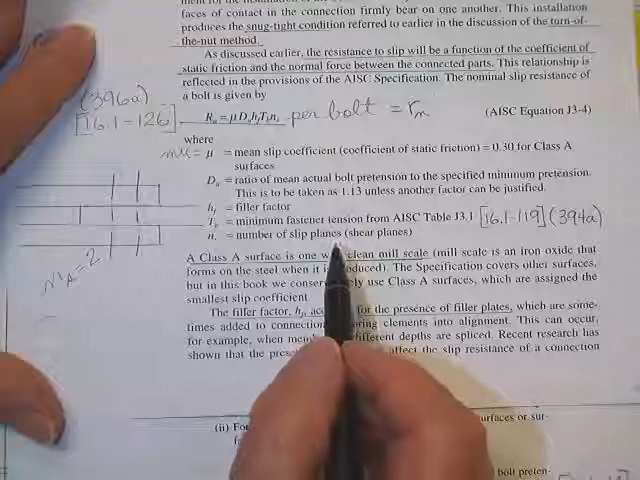 faces of contact in the connection firmly bear on one another. This installation
produces the snug-tight condition referred to earlier in the discussion of the turn-of-
the-nut method.
As discussed earlier, the resistance to slip will be a function of the coefficient of
static friction and the normal force between the connected parts. This relationship is
reflected in the provisions of the AISC Specification. The nominal slip resistance of
a bolt is given by
(396a)
[16.1-126] Rn = μ Du hf Tb ns per bolt = rn (AISC Equation J3-4)
where
mu = μ = mean slip coefficient (coefficient of static friction) = 0.30 for Class A
surfaces
Du = ratio of mean actual bolt pretension to the specified minimum pretension.
This is to be taken as 1.13 unless another factor can be justified.
hf = filler factor
Tb = minimum fastener tension from AISC Table J3.1 [16.1-119] (394a)
ns = number of slip planes (shear planes)
= 2
A Class A surface is one clean mill scale (mill scale is an iron oxide that
forms on the steel when it is). The Specification covers other surfaces,
but in this book we use Class A surfaces, which are assigned the
smallest slip coefficient
The filler factor, hf, for the presence of filler plates, which are some-
times added to elements into alignment. This can occur,
for example, when different depths are spliced. Recent research has
shown that the affect the slip resistance of a connection
(ii)
urfaces or sur-
bolt preten-